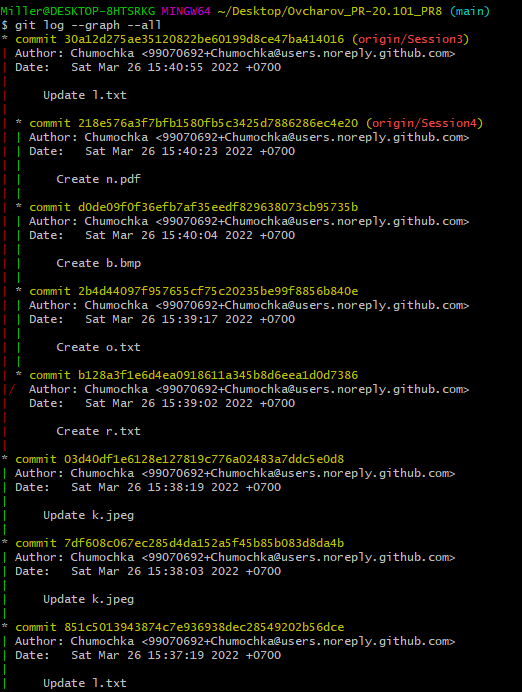 Miller@DESKTOP-8HTSRKG MINGW64 ~/Desktop/Ovcharov_PR-20.101_PR8 (main)
$ git log --graph --all
* commit 30a12d275ae35120822be60199d8ce47ba414016 (origin/Session3)
| Author: Chumochka <99070692+Chumochka@users.noreply.github.com>
| Date:   Sat Mar 26 15:40:55 2022 +0700
|
|     Update l.txt
|
| * commit 218e576a3f7bfb1580fb5c3425d7886286ec4e20 (origin/Session4)
| | Author: Chumochka <99070692+Chumochka@users.noreply.github.com>
| | Date:   Sat Mar 26 15:40:23 2022 +0700
| |
| |     Create n.pdf
| |
| * commit d0de09f0f36efb7af35eedf829638073cb95735b
| | Author: Chumochka <99070692+Chumochka@users.noreply.github.com>
| | Date:   Sat Mar 26 15:40:04 2022 +0700
| |
| |     Create b.bmp
| |
| * commit 2b4d44097f957655cf75c20235be99f8856b840e
| | Author: Chumochka <99070692+Chumochka@users.noreply.github.com>
| | Date:   Sat Mar 26 15:39:17 2022 +0700
| |
| |     Create o.txt
| |
| * commit b128a3f1e6d4ea0918611a345b8d6eea1d0d7386
|/  Author: Chumochka <99070692+Chumochka@users.noreply.github.com>
|   Date:   Sat Mar 26 15:39:02 2022 +0700
|
|       Create r.txt
|
* commit 03d40df1e6128e127819c776a02483a7ddc5e0d8
| Author: Chumochka <99070692+Chumochka@users.noreply.github.com>
| Date:   Sat Mar 26 15:38:19 2022 +0700
|
|     Update k.jpeg
|
* commit 7df608c067ec285d4da152a5f45b85b083d8da4b
| Author: Chumochka <99070692+Chumochka@users.noreply.github.com>
| Date:   Sat Mar 26 15:38:03 2022 +0700
|
|     Update k.jpeg
|
* commit 851c5013943874c7e936938dec28549202b56dce
| Author: Chumochka <99070692+Chumochka@users.noreply.github.com>
| Date:   Sat Mar 26 15:37:19 2022 +0700
|
|     Update l.txt